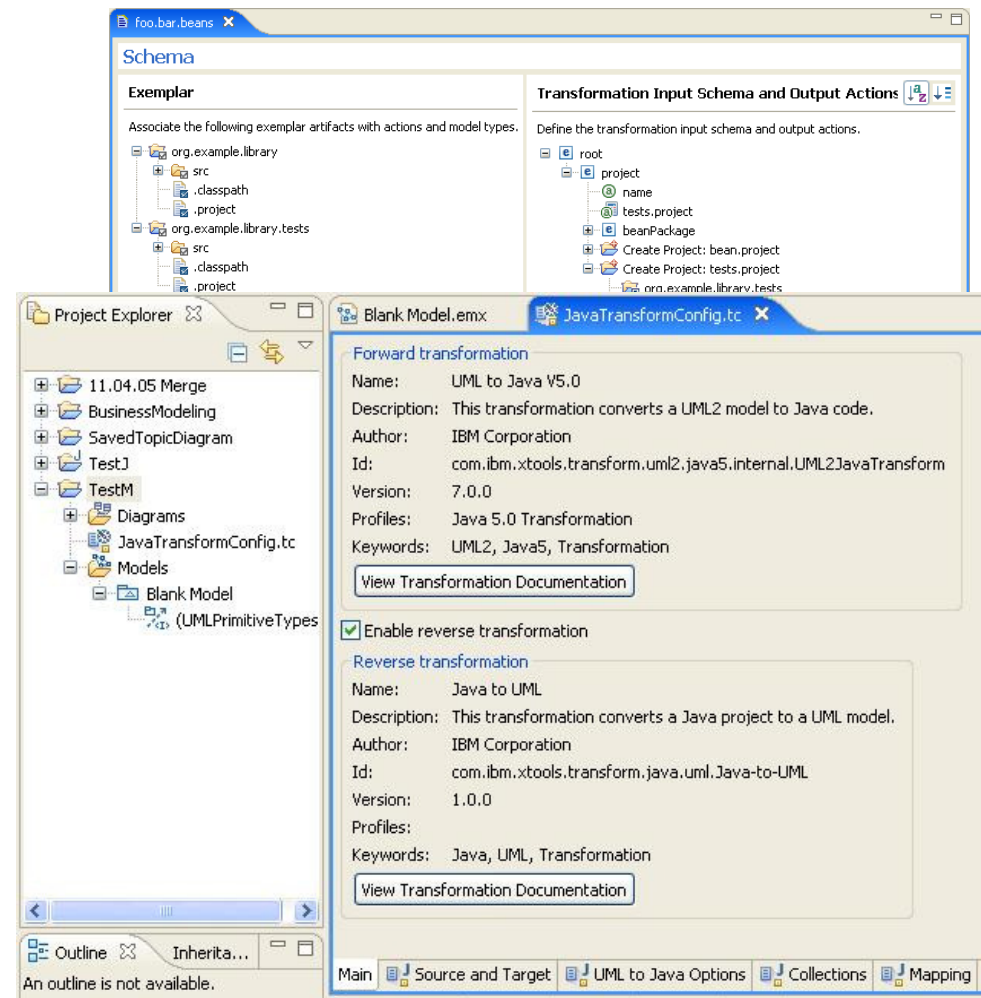 foo.bar.beans
Schema
Exemplar
Associate the following exemplar artifacts with actions and model types.
org.example.library
src
.classpath
.project
org.example.library.tests
src
.classpath
.project
Transformation Input Schema and Output Actions
Define the transformation input schema and output actions.
root
project
name
tests.project
beanPackage
Create Project: bean.project
Create Project: tests.project
org.example.library.tests
Project Explorer
11.04.05 Merge
BusinessModeling
SavedTopicDiagram
TestJ
TestM
Diagrams
JavaTransformConfig.tc
Models
Blank Model
(UMLPrimitiveTypes
Outline
Inherita...
An outline is not available.
Blank Model.emx
JavaTransformConfig.tc
Forward transformation
Name: UML to Java V5.0
Description: This transformation converts a UML2 model to Java code.
Author: IBM Corporation
Id: com.ibm.xtools.transform.uml2.java5.internal.UML2JavaTransform
Version: 7.0.0
Profiles: Java 5.0 Transformation
Keywords: UML2, Java5, Transformation
View Transformation Documentation
Enable reverse transformation
Reverse transformation
Name: Java to UML
Description: This transformation converts a Java project to a UML model.
Author: IBM Corporation
Id: com.ibm.xtools.transform.java.uml.Java-to-UML
Version: 1.0.0
Profiles:
Keywords: Java, UML, Transformation
View Transformation Documentation
Main Source and Target UML to Java Options Collections Mapping